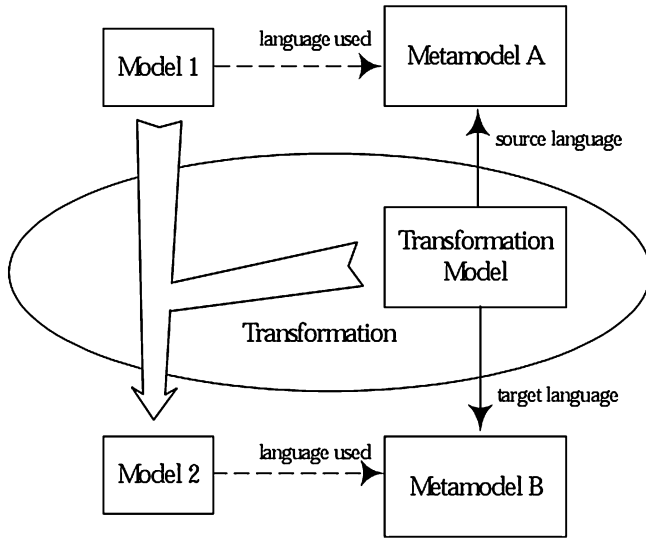 language used
Model 1
Metamodel A
source language
Transformation
Model
Transformation
target language
language used
Model 2
Metamodel B